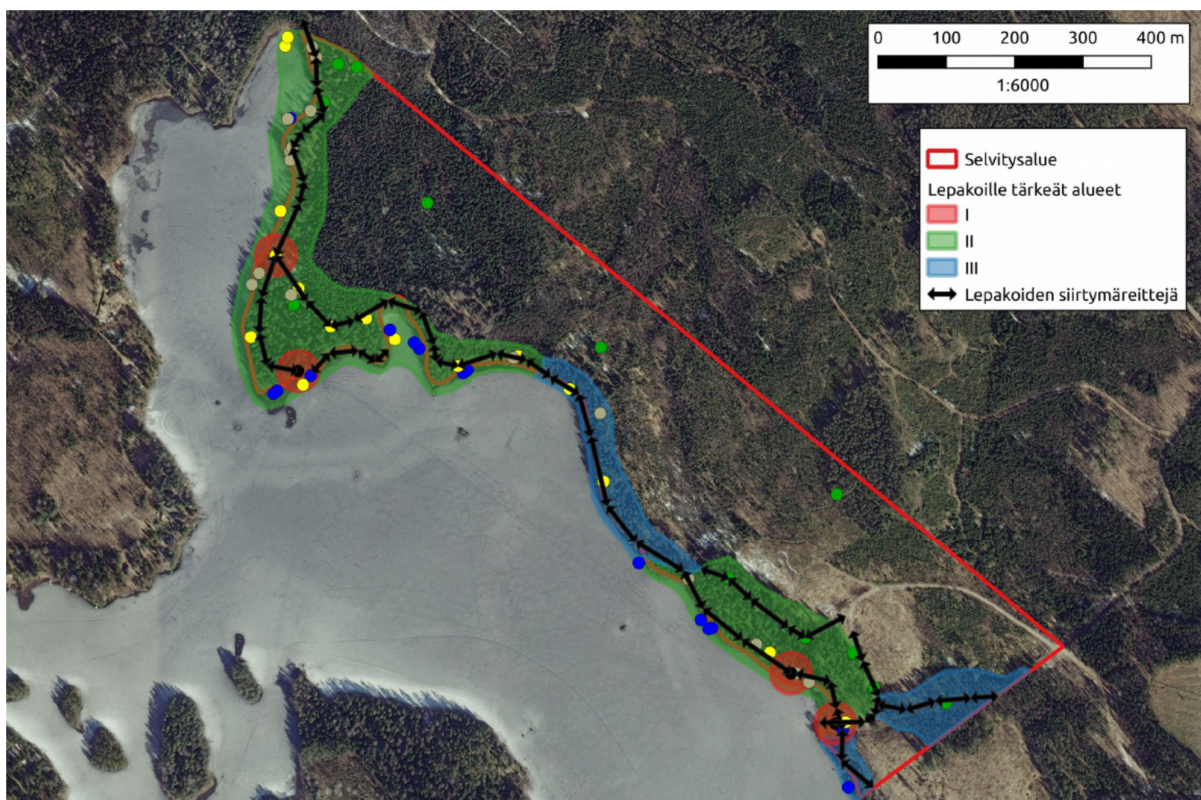 0 100 200 300 400 m
1:6000
Selvitysalue
Lepakoille tärkeät alueet
I
II
III
Lepakoiden siirtymäreittejä